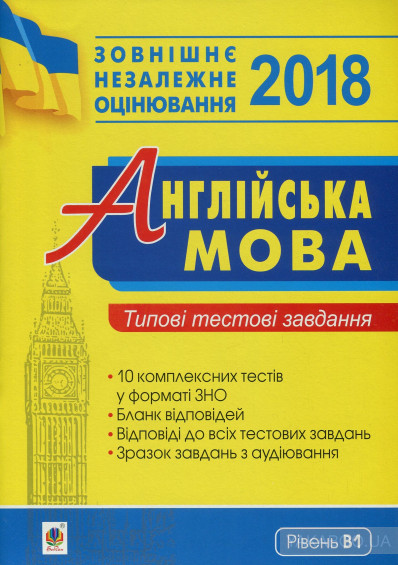 ЗОВНІШНЄ
НЕЗАЛЕЖНЕ
ОЦІНЮВАННЯ
2018
АНГЛІЙСЬКА
МОВА
Типові тестові завдання
• 10 комплексних тестів
у форматі ЗНО
• Бланк відповідей
• Відповіді до всіх тестових завдань
• Зразок завдань з аудіювання
Рівень В1